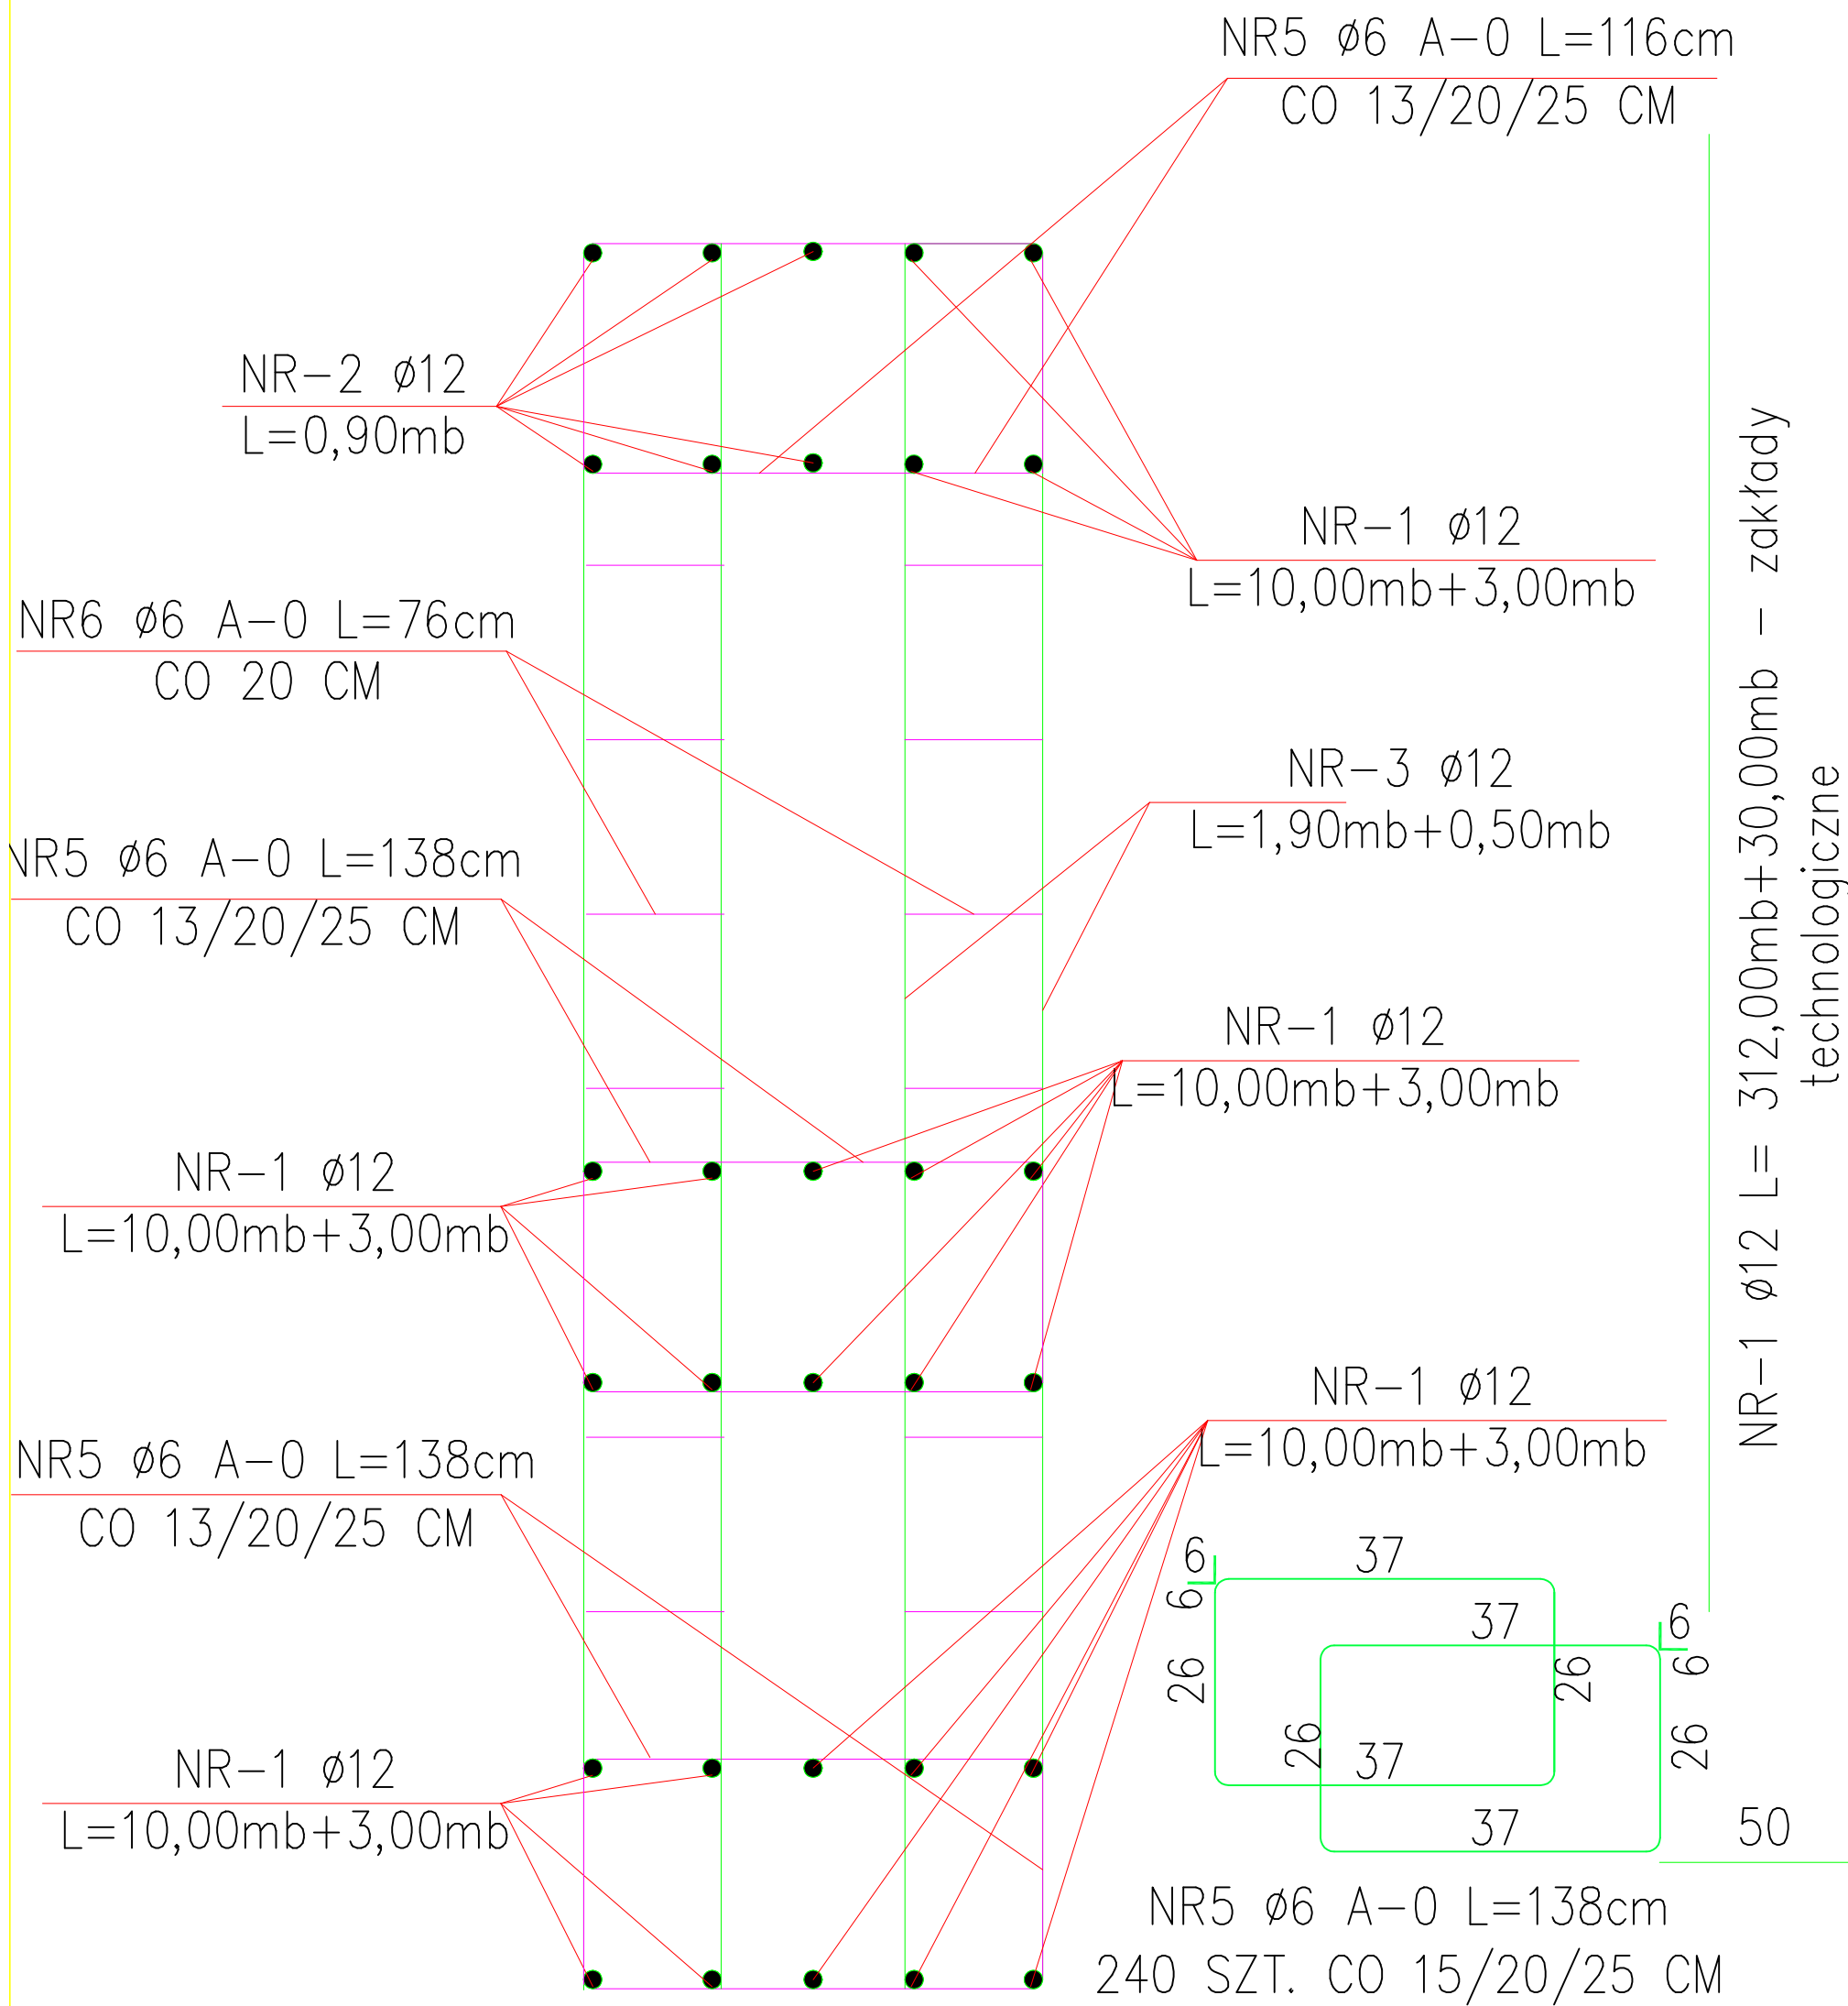 NR5 ø6 A-0 L=116cm
CO 13/20/25 CM
NR-2 ø12
L=0,90mb
NR-1 ø12
L=10,00mb+3,00mb
NR6 ø6 A-0 L=76cm
CO 20 CM
NR-3 ø12
L=1,90mb+0,50mb
NR5 ø6 A-0 L=138cm
CO 13/20/25 CM
NR-1 ø12
L=10,00mb+3,00mb
NR-1 ø12
L=10,00mb+3,00mb
NR-1 ø12
L=10,00mb+3,00mb
NR5 ø6 A-0 L=138cm
CO 13/20/25 CM
NR-1 ø12
L=10,00mb+3,00mb
NR-1 ø12 L= 312,00mb+30,00mb - zakłady
technologiczne
6
37
6
37
6
26
26
6
26
37
26
37
50
NR5 ø6 A-0 L=138cm
240 SZT. CO 15/20/25 CM